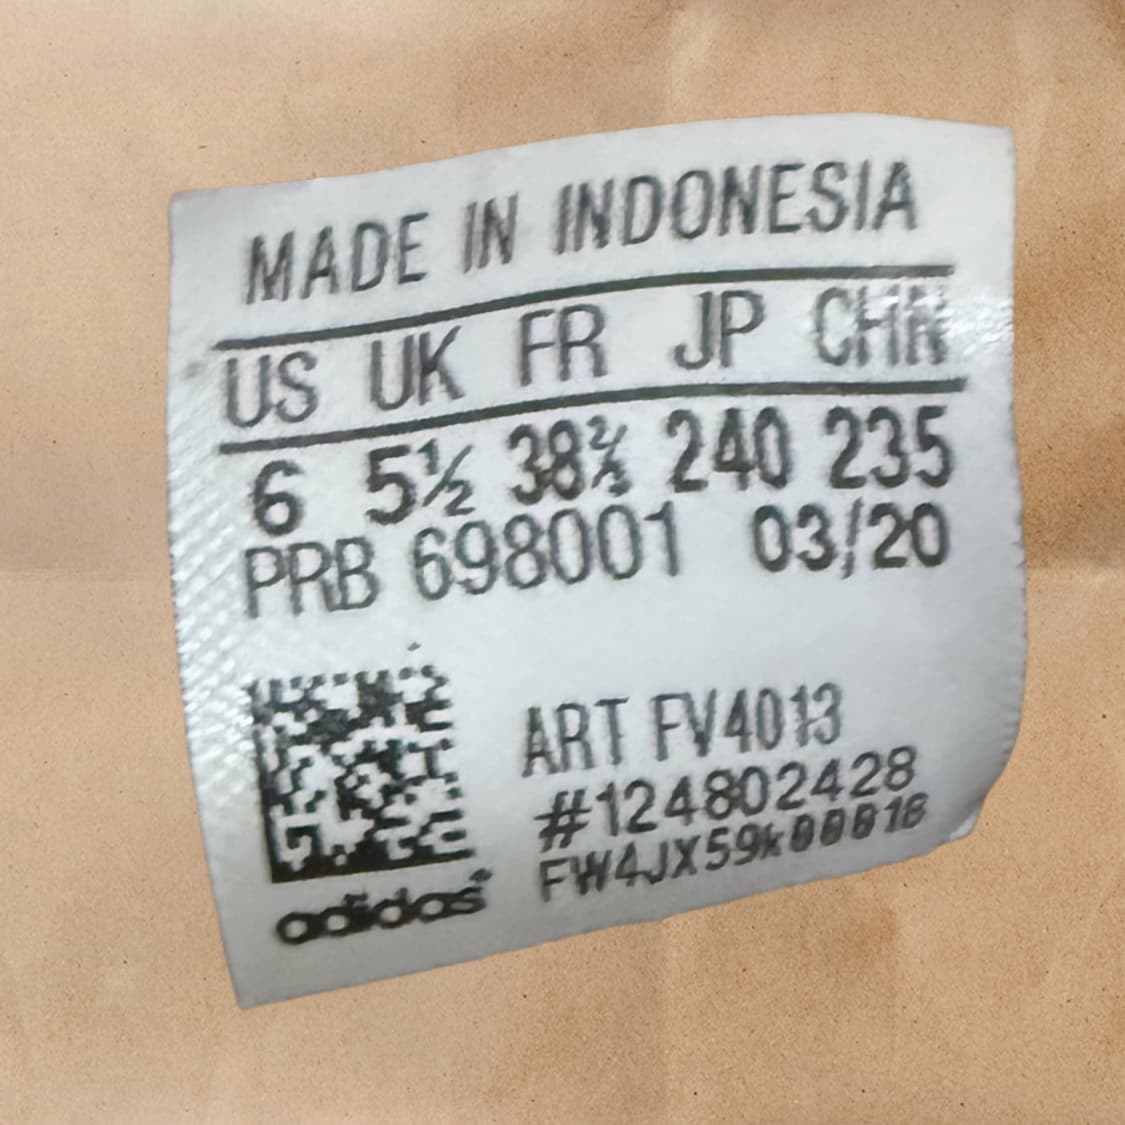 MADE IN INDONESIA
US UK FR JP CHN
6 5½ 38⅔ 240 235
PRB 698001 03/20
ART FV4013
#124802428
adidas